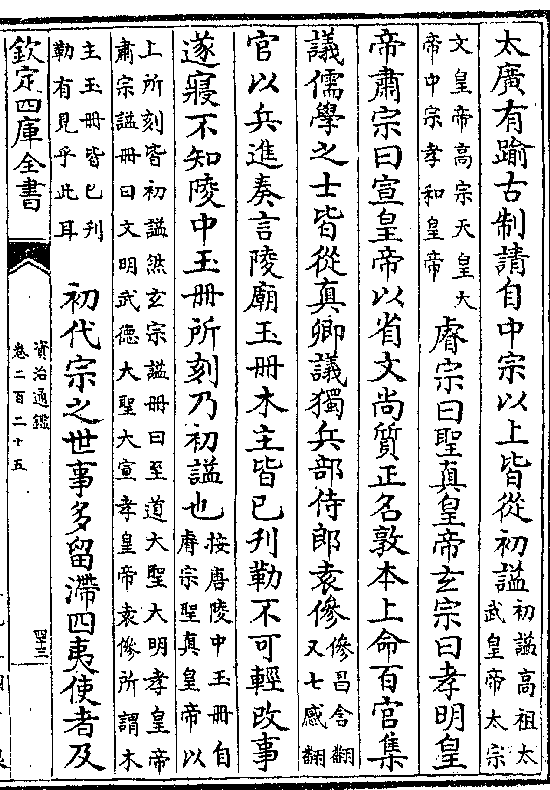 太廣有踰古制請自中宗以上皆從初謚
初謚高祖太
武皇帝太宗
文皇帝高宗天皇大
帝中宗孝和皇帝
睿宗曰聖真皇帝玄宗曰孝明皇
帝肅宗曰宣皇帝以省文尚質正名敦本上命百官集
議儒學之士皆從真卿議獨兵部侍郎袁傪
傪昌含翻
又七感翻
官以兵進奏言陵廟玉冊木主皆已刋勒不可輕改事
遂寢不知陵中玉冊所刻乃初謚也
按唐陵中玉冊自
睿宗聖真皇帝以
上所刻皆初謚然玄宗謚冊曰至道大聖大明孝皇帝
肅宗謚冊曰文明武德大聖大宣孝皇帝袁傪所謂木
主玉冊皆已刋
勒有見乎此耳
初代宗之世事多留滯四夷使者及
欽定四庫全書
資治通鑑
卷二百二十五
四十三